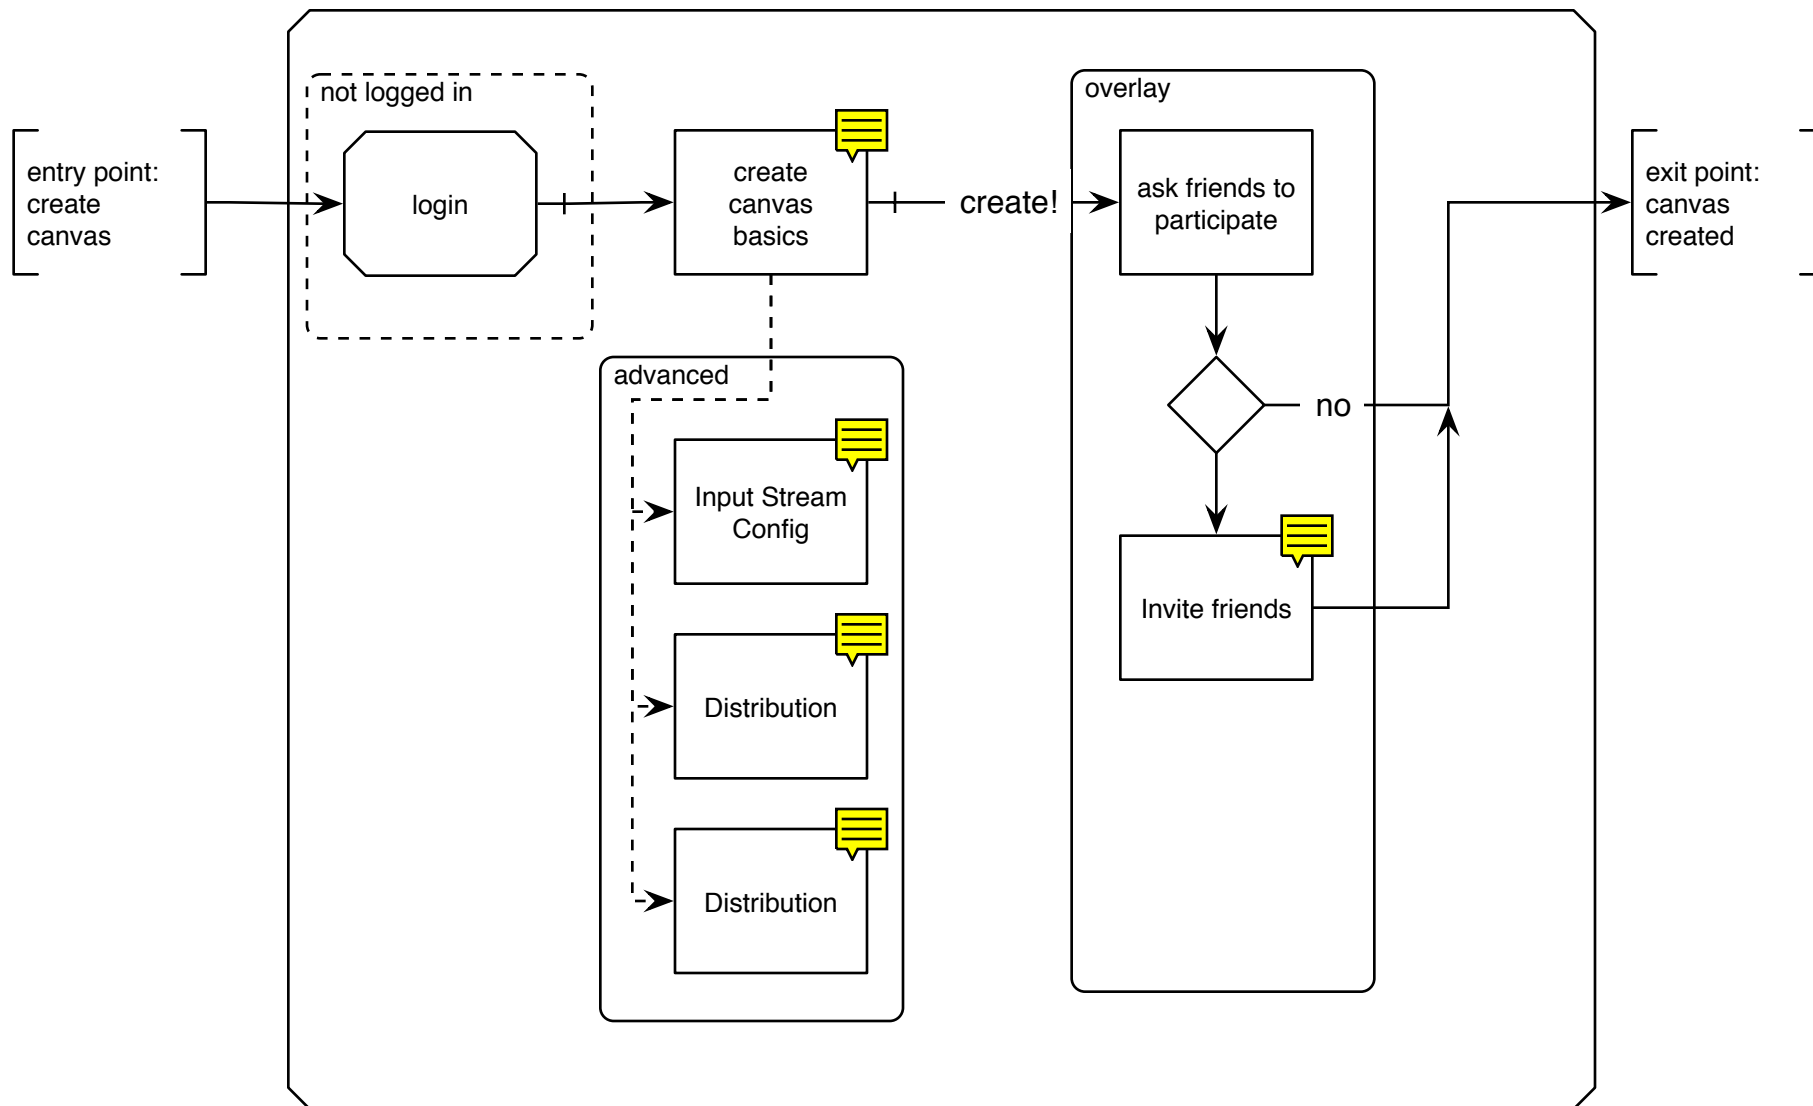 not logged in
overlay
entry point:
create
canvas
login
create
canvas
basics
create!
ask friends to
participate
exit point:
canvas
created
advanced
no
Input Stream
Config
Invite friends
Distribution
Distribution